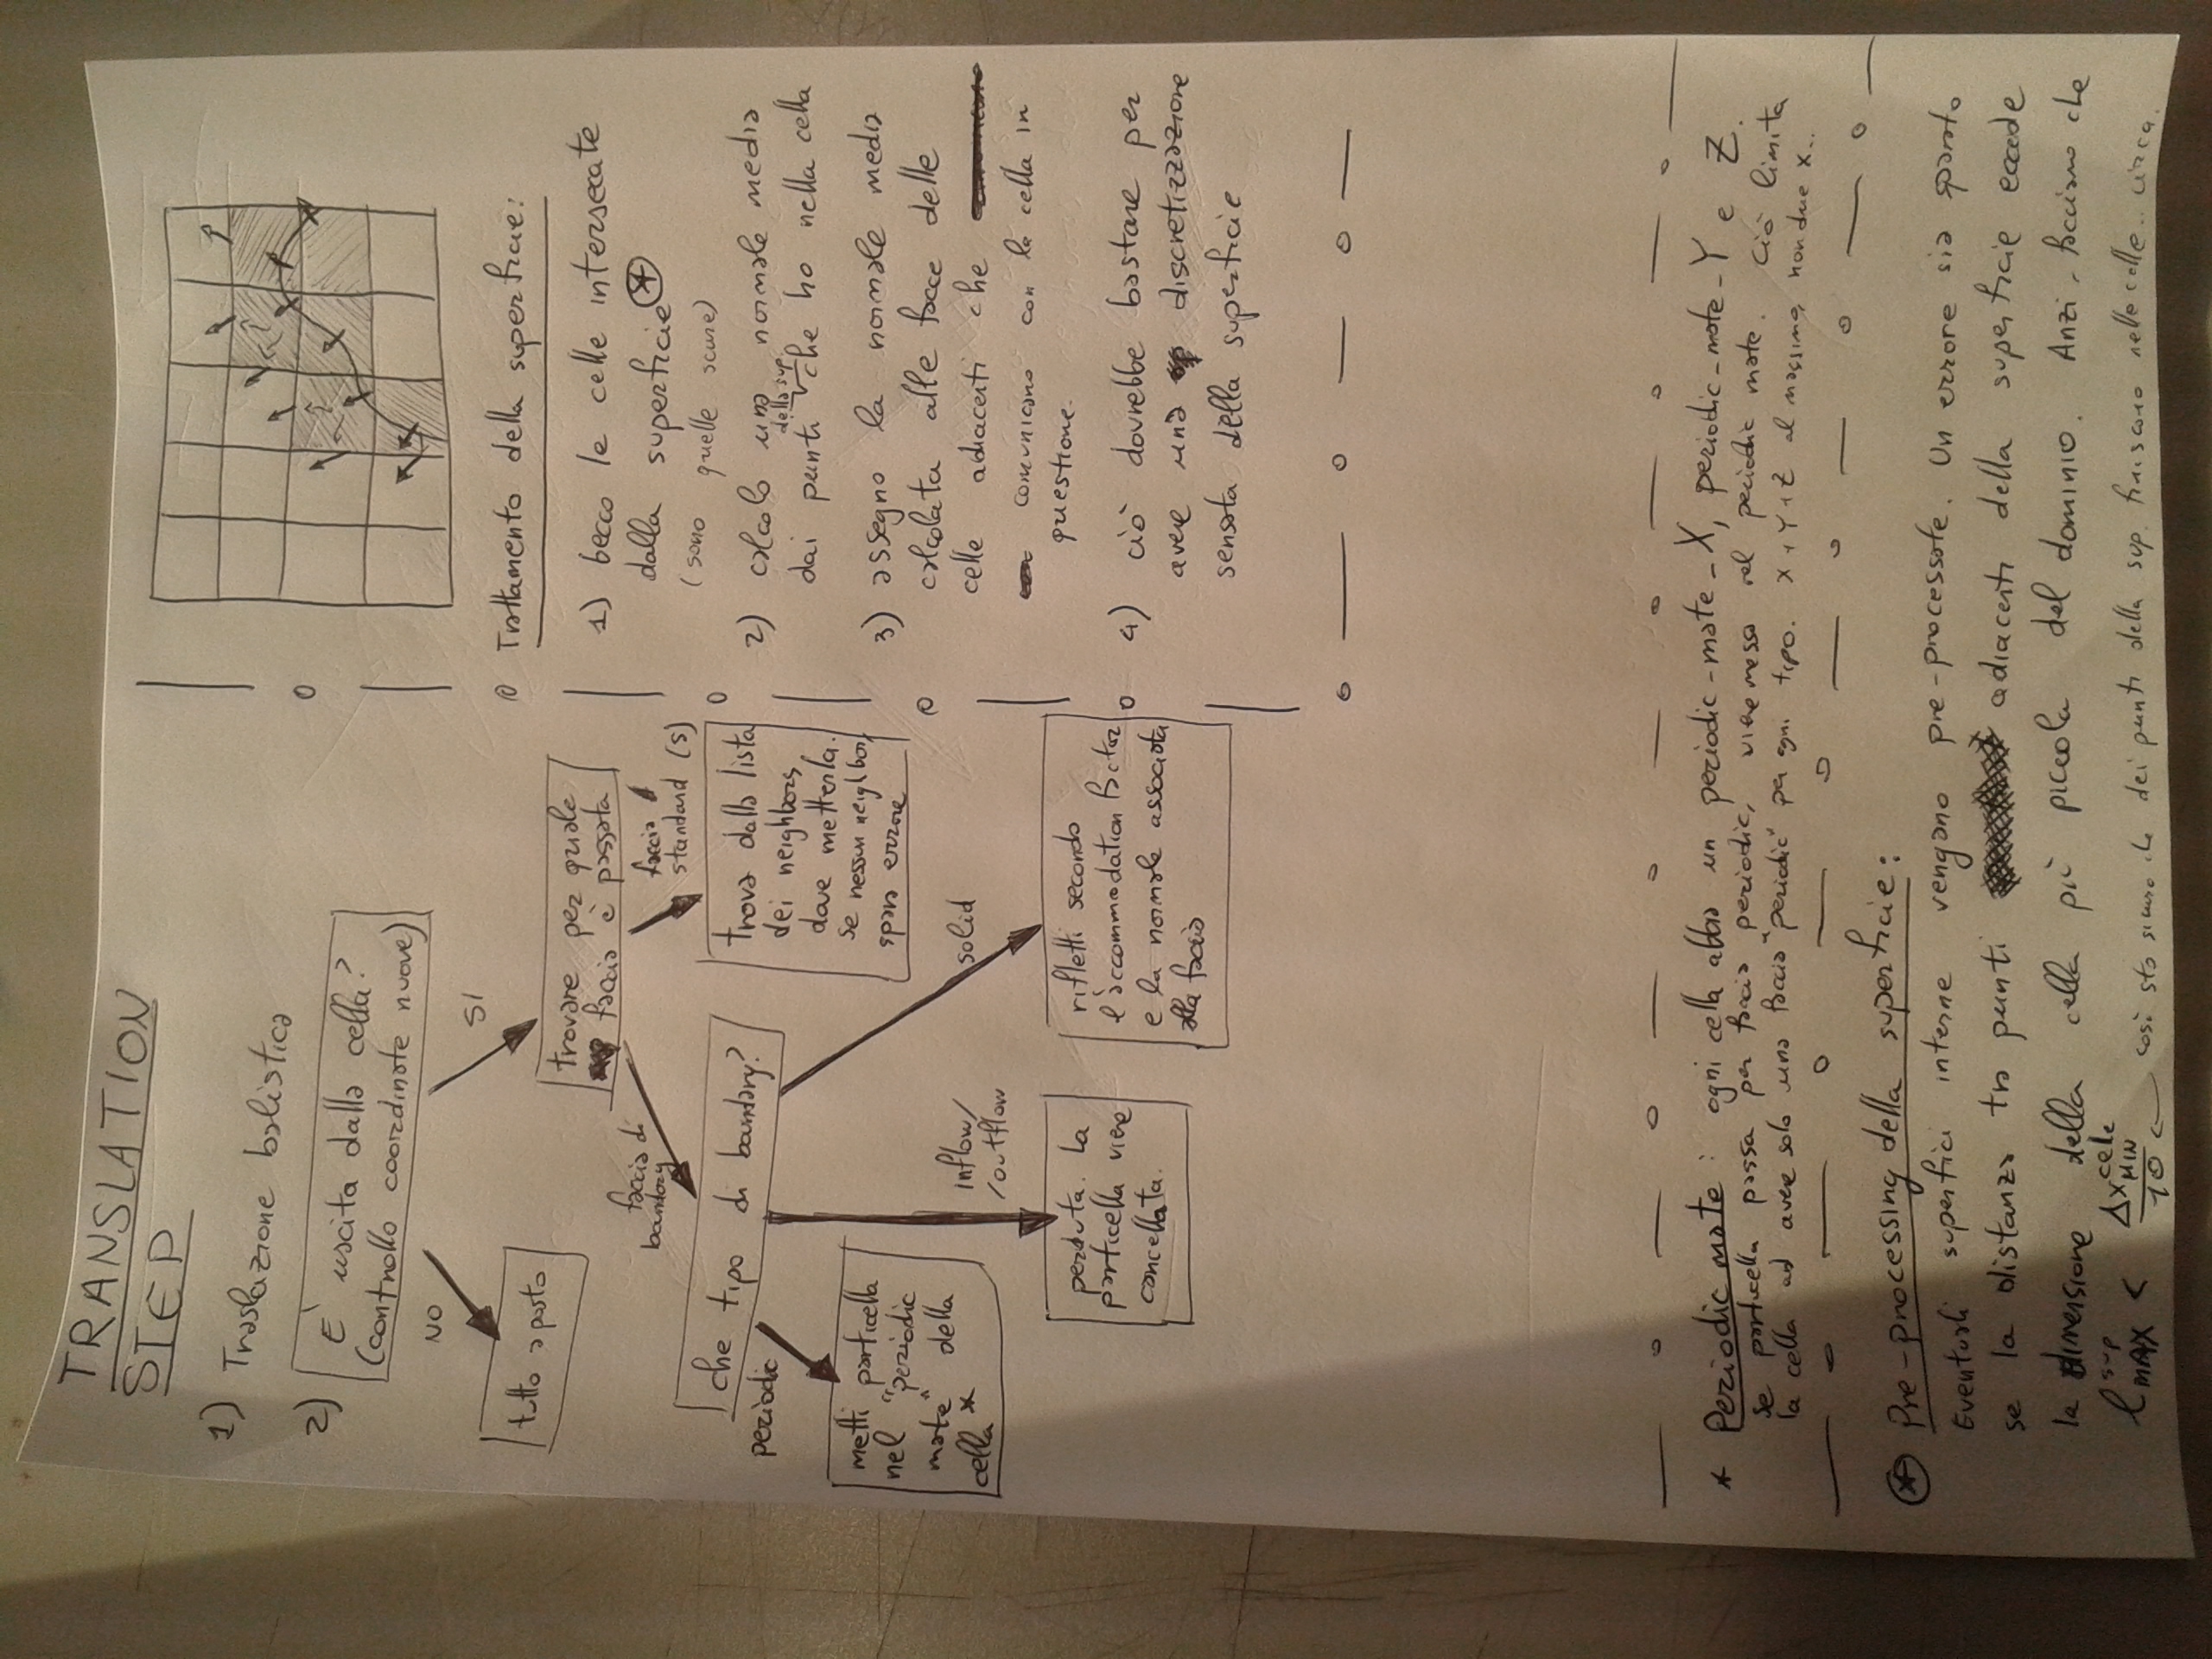 TRANSLATION
STEP
1) Traslazione balistica
2) È uscita dalla cella?
(controllo coordinate nuove)
NO
SI
tutto a posto
trovare per quale
faccia è passata
faccia di
boundary
faccia
standard (s)
trova dalla lista
dei neighbors
dove metterla.
se nessun neighbor,
spara errore
che tipo di boundary?
periodic
metti particella
nel "periodic
mate" della
cella *
inflow/
/outflow
perduta. La
particella viene
cancellata.
solid
rifletti secondo
l'accommodation factor
e la normale associata
alla faccia
Trattamento della superficie:
1) becco le celle intersecate
dalla superficie *
(sono quelle scure)
2) calcolo una normale media
della sup
dai punti che ho nella cella
3) assegno la normale media
calcolata alle facce delle
celle adiacenti che
comunicano con la cella in
questione.
4) ciò dovrebbe bastare per
avere una discretizzazione
sensata della superficie
* Periodic mate: ogni cella abbia un periodic-mate-X, periodic-mate-Y e Z.
se particella passa per faccia periodic, viene messa nel periodic mate. Ciò limita
la cella ad avere solo una faccia "periodic" per ogni tipo. x, Y, Z al massimo, non due x...
* Pre-processing della superficie:
Eventuali superfici interne vengano pre-processate. Un errore sia sparato
se la distanza tra punti adiacenti della superficie eccede
la dimensione della cella più piccola del dominio. Anzi, facciamo che
l sup MAX < Δx celle MIN / 10 ← così sto sicuro che dei punti della sup. finiscano nelle celle.. circa.